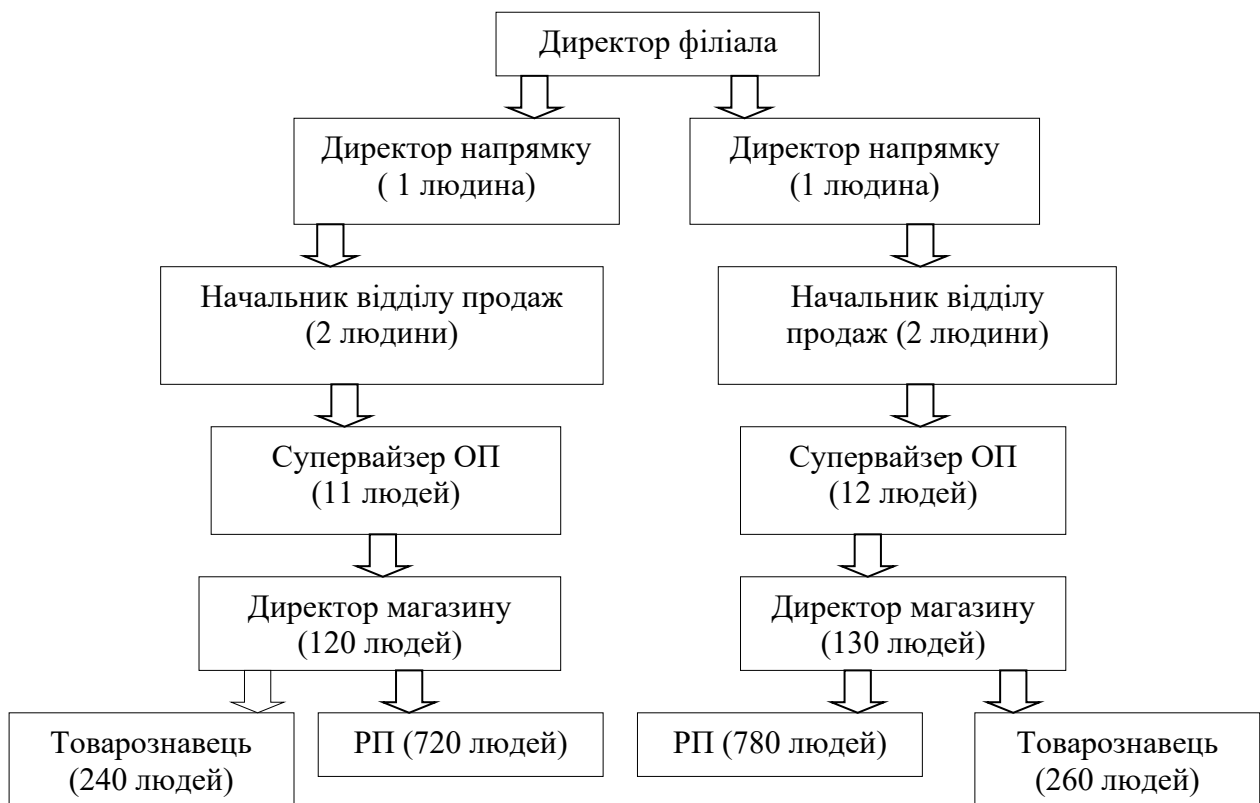 Директор філіала
Директор напрямку
( 1 людина)
Директор напрямку
(1 людина)
Начальник відділу продаж
(2 людини)
Начальник відділу
продаж (2 людини)
Супервайзер ОП
(11 людей)
Супервайзер ОП
(12 людей)
Директор магазину
(120 людей)
Директор магазину
(130 людей)
Товарознавець
(240 людей)
РП (720 людей)
РП (780 людей)
Товарознавець
(260 людей)